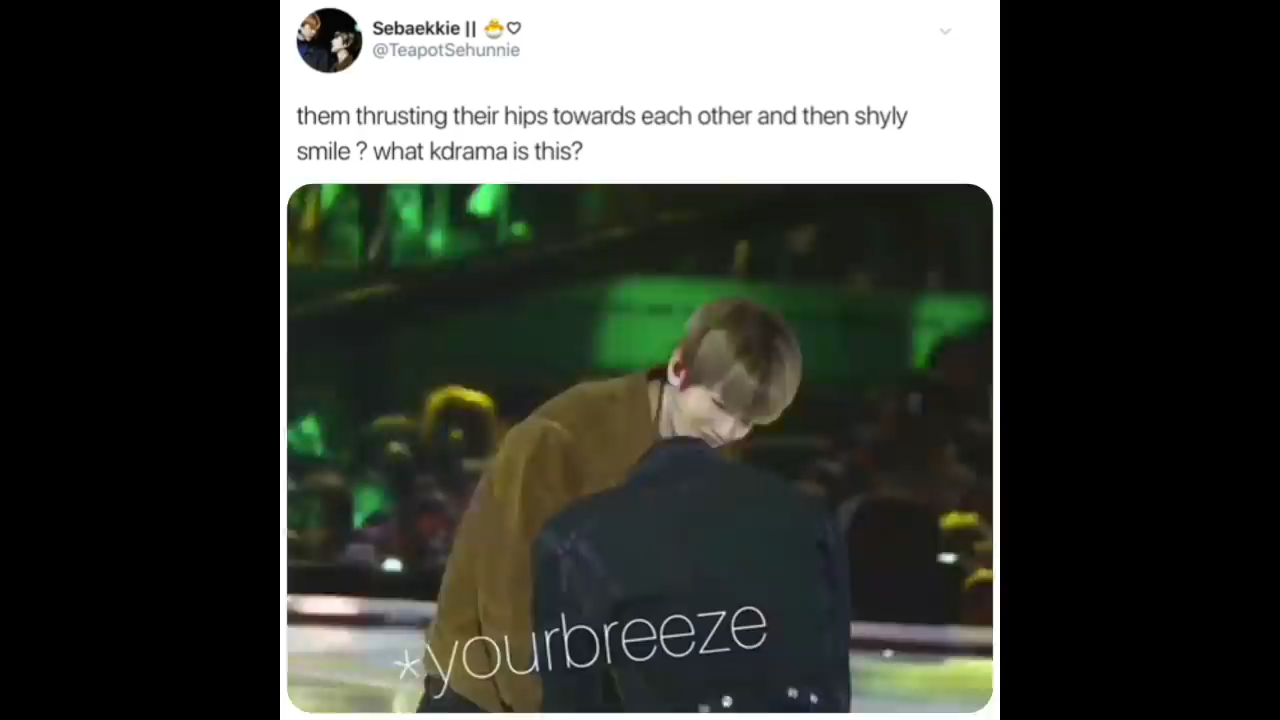 Sebaekkie || 🐣♡
@TeapotSehunnie
them thrusting their hips towards each other and then shyly
smile ? what kdrama is this?
*yourbreeze